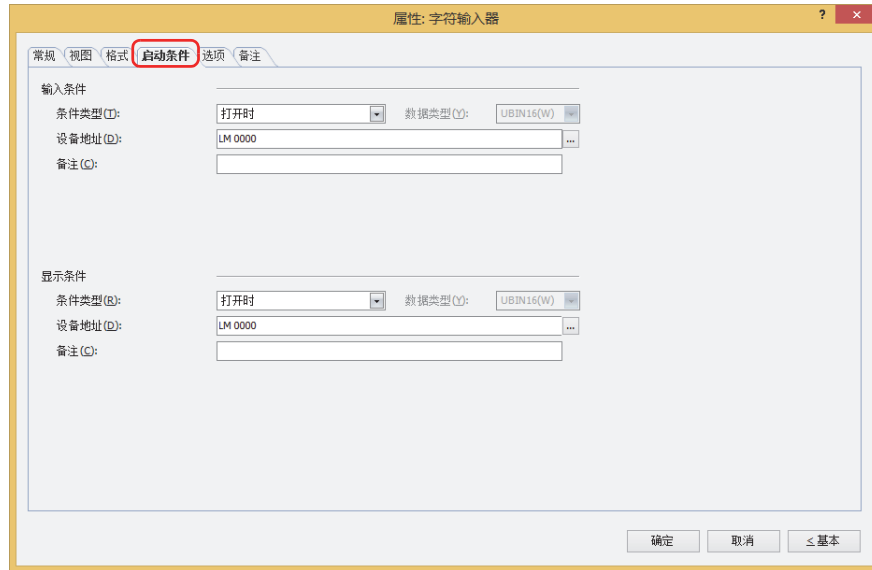 属性: 字符输入器 ? ×
常规 视图 格式 启动条件 选项 备注
输入条件
条件类型(T): 打开时 数据类型(Y): UBIN16(W)
设备地址(D): LM 0000 ...
备注(C):
显示条件
条件类型(R): 打开时 数据类型(Y): UBIN16(W)
设备地址(D): LM 0000 ...
备注(C):
确定 取消 <基本